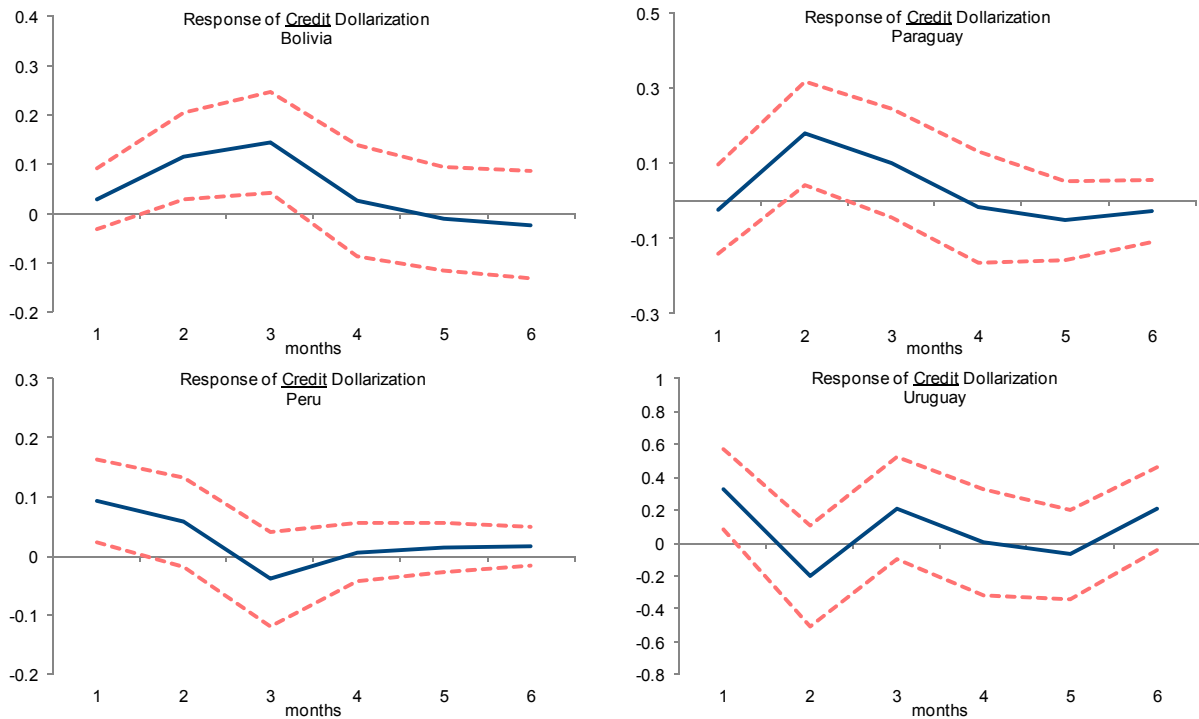 Response of Credit Dollarization
Bolivia
0.4
0.3
0.2
0.1
0
-0.1
-0.2
1 2 3 4 5 6
months
Response of Credit Dollarization
Paraguay
0.5
0.3
0.1
-0.1
-0.3
1 2 3 4 5 6
months
Response of Credit Dollarization
Peru
0.3
0.2
0.1
0
-0.1
-0.2
1 2 3 4 5 6
months
Response of Credit Dollarization
Uruguay
1
0.8
0.6
0.4
0.2
0
-0.2
-0.4
-0.6
-0.8
1 2 3 4 5 6
months